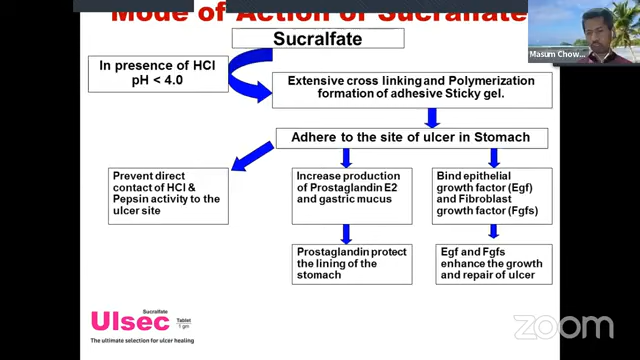 Mode of Action of Sucralfate
Sucralfate
In presence of HCl
pH < 4.0
Extensive cross linking and Polymerization
formation of adhesive Sticky gel.
Adhere to the site of ulcer in Stomach
Prevent direct
contact of HCl &
Pepsin activity to the
ulcer site
Increase production
of Prostaglandin E2
and gastric mucus
Bind epithelial
growth factor (Egf)
and Fibroblast
growth factor (Fgfs)
Prostaglandin protect
the lining of the
stomach
Egf and Fgfs
enhance the growth
and repair of ulcer
Sucralfate
Ulsec Tablet
1 gm
The ultimate selection for ulcer healing
Masum Chow...
zoom